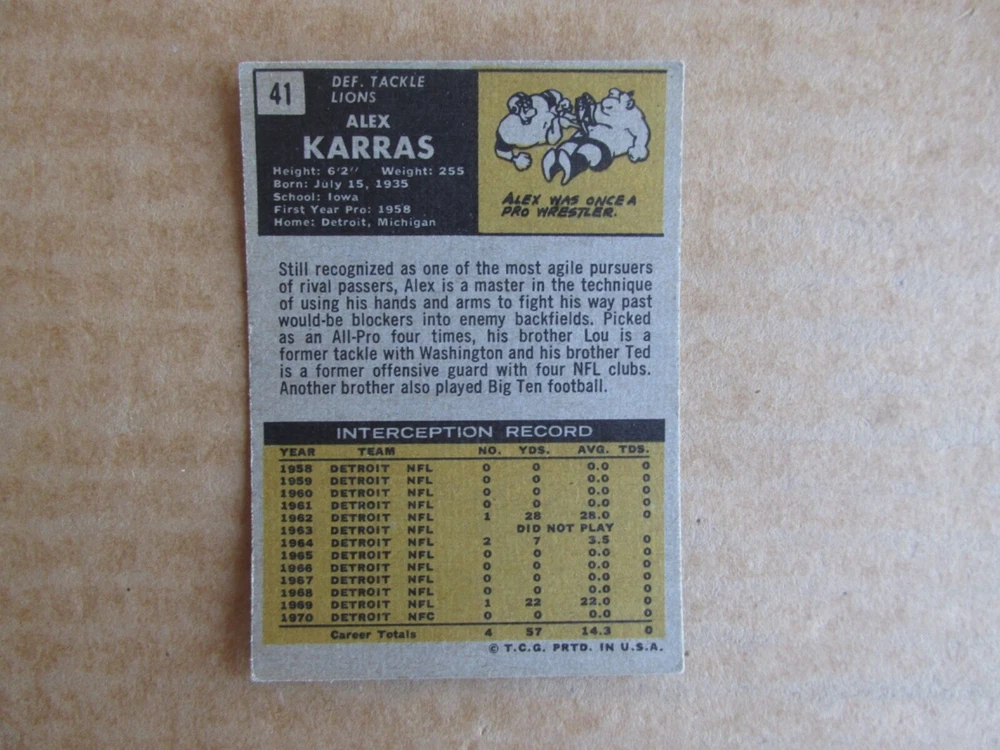 41
DEF. TACKLE
LIONS
ALEX
KARRAS
Height: 6'2" Weight: 255
Born: July 15, 1935
School: Iowa
First Year Pro: 1958
Home: Detroit, Michigan
ALEX WAS ONCE A
PRO WRESTLER.
Still recognized as one of the most agile pursuers
of rival passers, Alex is a master in the technique
of using his hands and arms to fight his way past
would-be blockers into enemy backfields. Picked
as an All-Pro four times, his brother Lou is a
former tackle with Washington and his brother Ted
is a former offensive guard with four NFL clubs.
Another brother also played Big Ten football.
INTERCEPTION RECORD
YEAR TEAM NO. YDS. AVG. TDS.
1958 DETROIT NFL 0 0 0.0 0
1959 DETROIT NFL 0 0 0.0 0
1960 DETROIT NFL 0 0 0.0 0
1961 DETROIT NFL 0 0 0.0 0
1962 DETROIT NFL 1 28 28.0 0
1963 DETROIT NFL DID NOT PLAY
1964 DETROIT NFL 2 7 3.5 0
1965 DETROIT NFL 0 0 0.0 0
1966 DETROIT NFL 0 0 0.0 0
1967 DETROIT NFL 0 0 0.0 0
1968 DETROIT NFL 0 0 0.0 0
1969 DETROIT NFL 1 22 22.0 0
1970 DETROIT NFC 0 0 0.0 0
Career Totals 4 57 14.3 0
© T.C.G. PRTD. IN U.S.A.